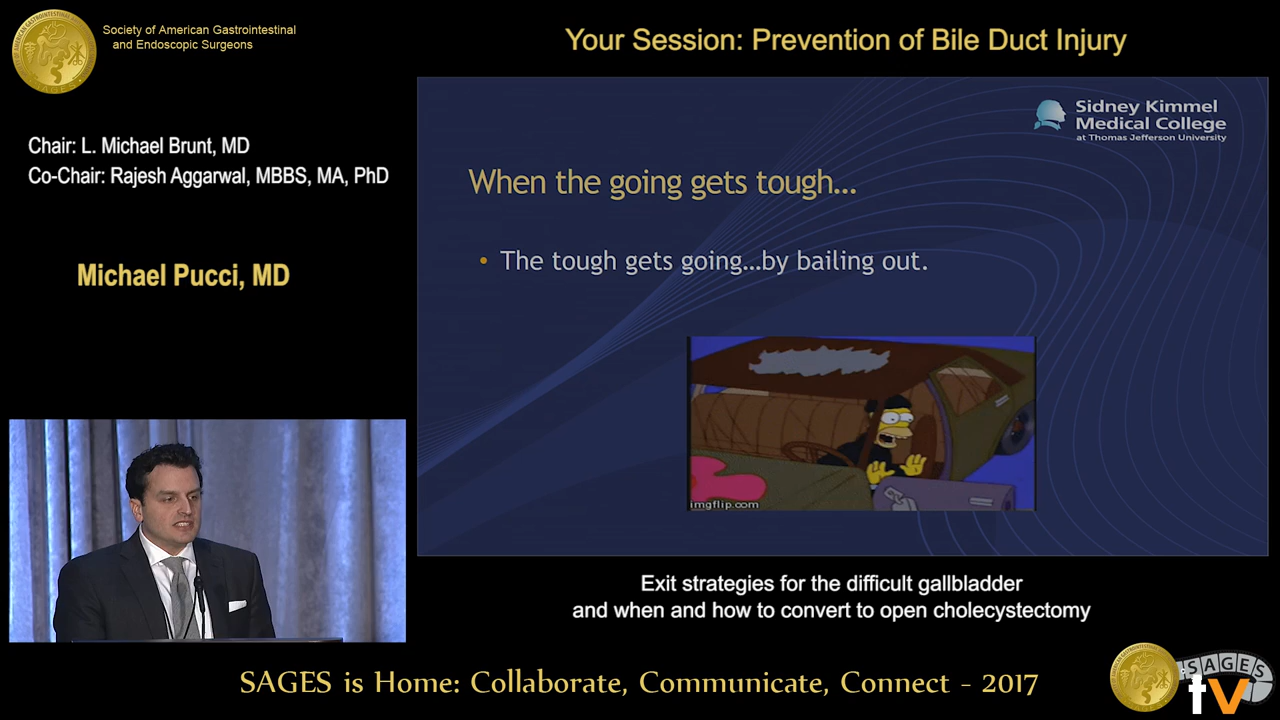 Society of American Gastrointestinal
and Endoscopic Surgeons
Your Session: Prevention of Bile Duct Injury
Chair: L. Michael Brunt, MD
Co-Chair: Rajesh Aggarwal, MBBS, MA, PhD
Michael Pucci, MD
Sidney Kimmel
Medical College
at Thomas Jefferson University
When the going gets tough...
• The tough gets going...by bailing out.
imgflip.com
Exit strategies for the difficult gallbladder
and when and how to convert to open cholecystectomy
SAGES is Home: Collaborate, Communicate, Connect - 2017
SAGES
tv